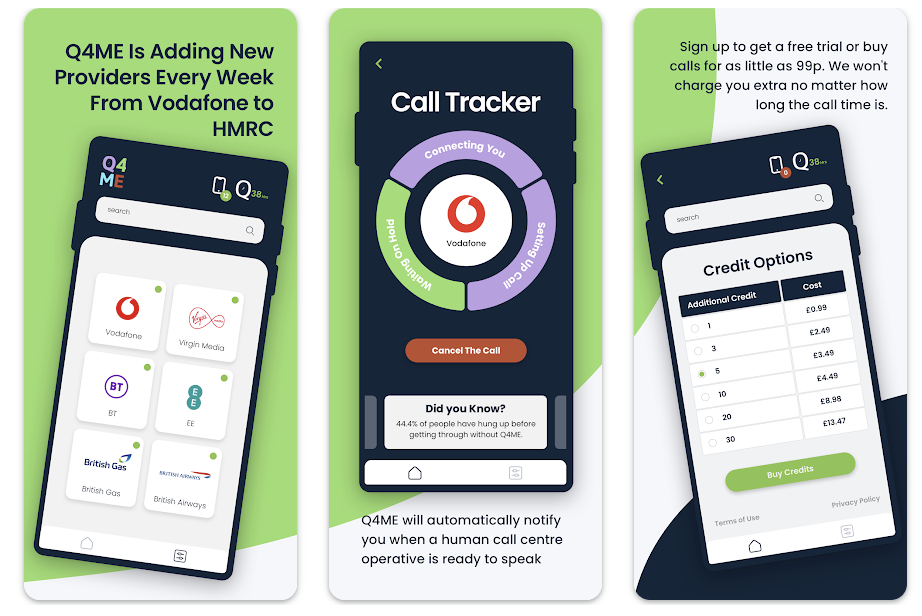 Q4ME Is Adding New
Providers Every Week
From Vodafone to
HMRC
Q4
ME
32
Q38
search
Vodafone
Virgin Media
Virgin Media
BT
BT
EE
EE
British Gas
British Gas
BRITISH AIRWAYS
British Airways
Call Tracker
Connecting You
Waiting On Hold
Setting Up Call
Vodafone
Cancel The Call
Did you Know?
44.4% of people have hung up before
getting through without Q4ME.
Q4ME will automatically notify
you when a human call centre
operative is ready to speak
Sign up to get a free trial or buy
calls for as little as 99p. We won't
charge you extra no matter how
long the call time is.
0
Q38
search
Credit Options
Additional Credit Cost
1 £0.99
3 £2.49
5 £3.49
10 £4.49
20 £8.98
30 £13.47
Buy Credits
Terms of Use Privacy Policy